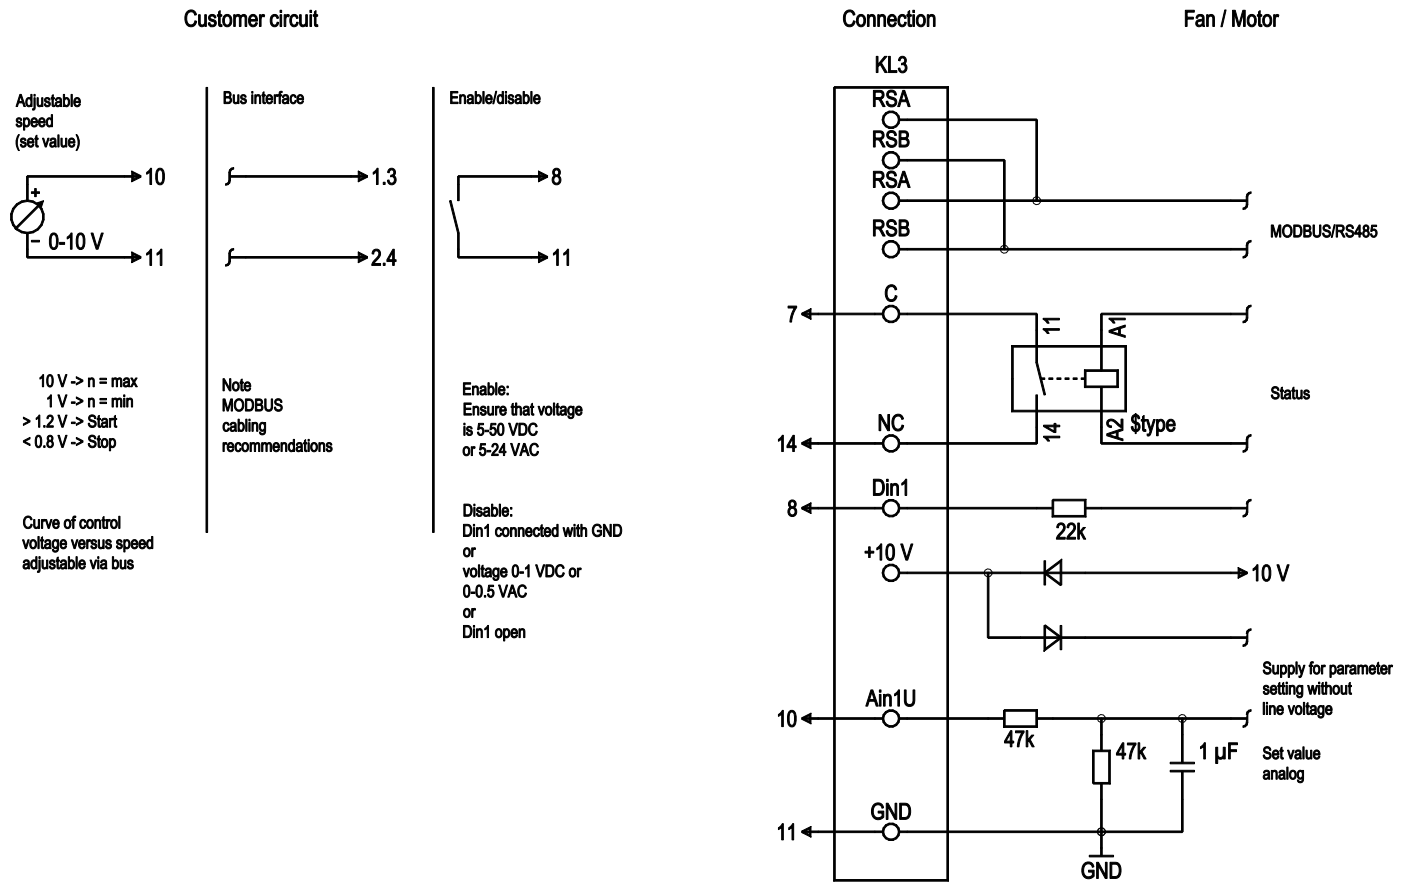 Customer circuit
Connection
Fan / Motor
Adjustable
speed
(set value)
+
10
− 0-10 V
11
10 V -> n = max
1 V -> n = min
> 1.2 V -> Start
< 0.8 V -> Stop
Curve of control
voltage versus speed
adjustable via bus
Bus interface
1.3
2.4
Note
MODBUS
cabling
recommendations
Enable/disable
8
11
Enable:
Ensure that voltage
is 5-50 VDC
or 5-24 VAC
Disable:
Din1 connected with GND
or
voltage 0-1 VDC or
0-0.5 VAC
or
Din1 open
KL3
RSA
RSB
RSA
RSB
MODBUS/RS485
C
7
11
A1
Status
NC
14
14
A2
$type
Din1
8
22k
+10 V
10 V
Supply for parameter
setting without
line voltage
Ain1U
10
47k
47k
1 µF
Set value
analog
GND
11
GND